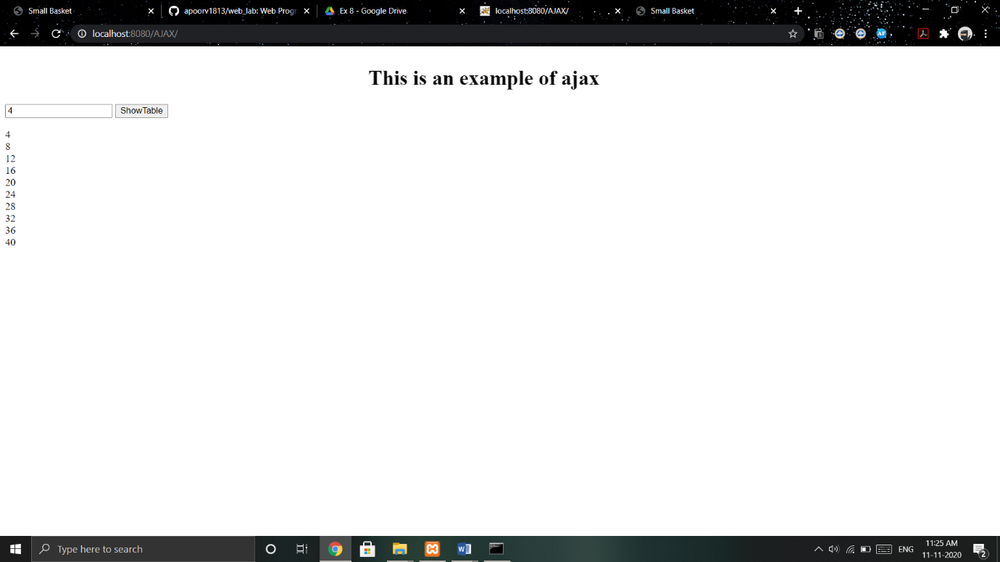 Small Basket
apoorv1813/web_lab: Web Progr
Ex 8 - Google Drive
localhost:8080/AJAX/
Small Basket
localhost:8080/AJAX/
AF
This is an example of ajax
4
ShowTable
4
8
12
16
20
24
28
32
36
40
Type here to search
ENG
11:25 AM
11-11-2020
2